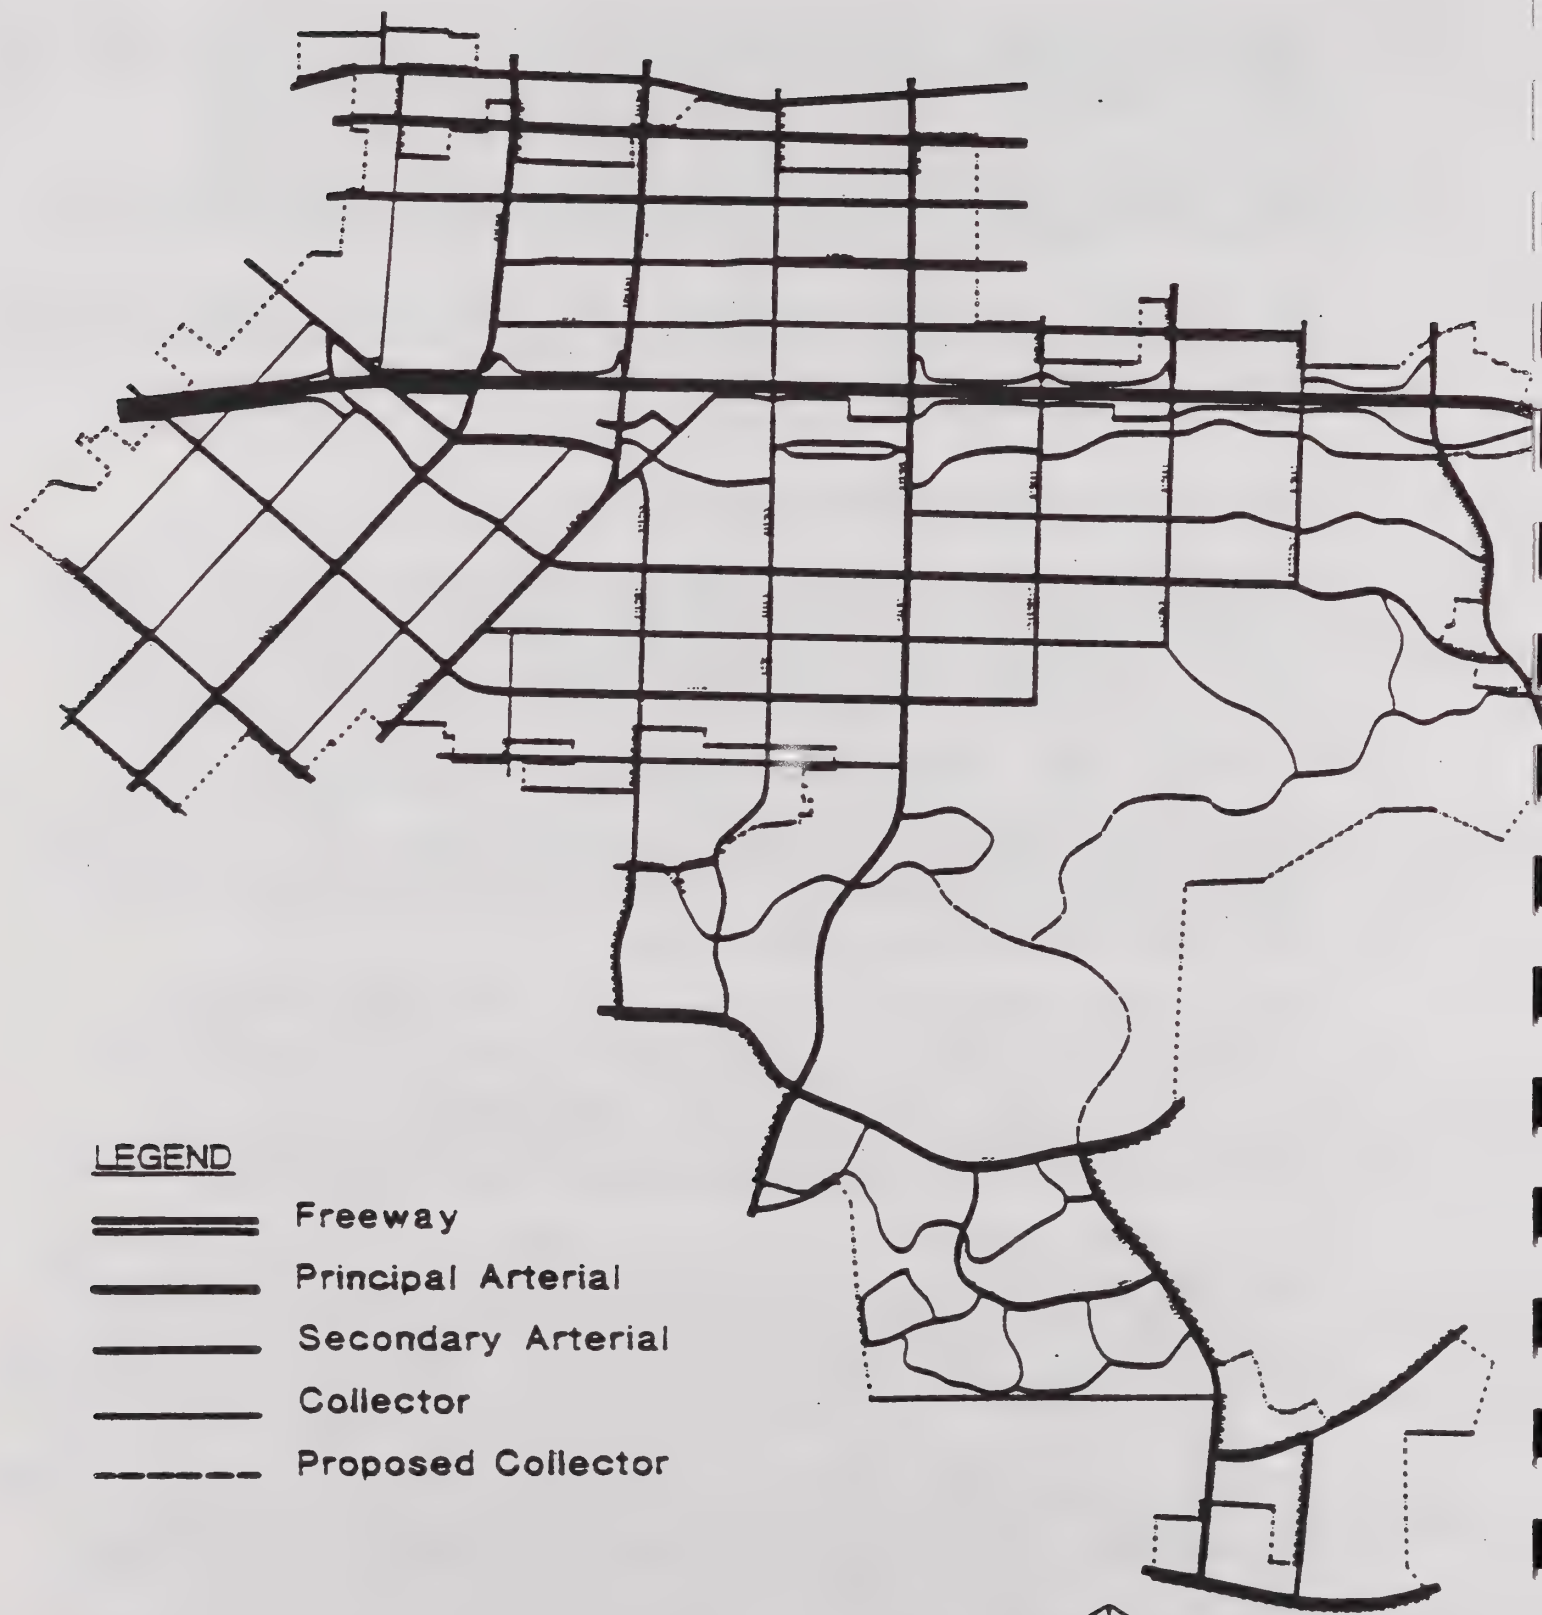 LEGEND
Freeway
Principal Arterial
Secondary Arterial
Collector
Proposed Collector